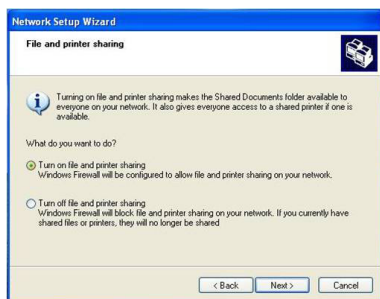 Network Setup Wizard
File and printer sharing
Turning on file and printer sharing makes the Shared Documents folder available to
everyone on your network. It also gives everyone access to a shared printer if one is
available.
What do you want to do?
Turn on file and printer sharing
Windows Firewall will be configured to allow file and printer sharing on your network.
Turn off file and printer sharing
Windows Firewall will block file and printer sharing on your network. If you currently have
shared files or printers, they will no longer be shared
< Back Next > Cancel